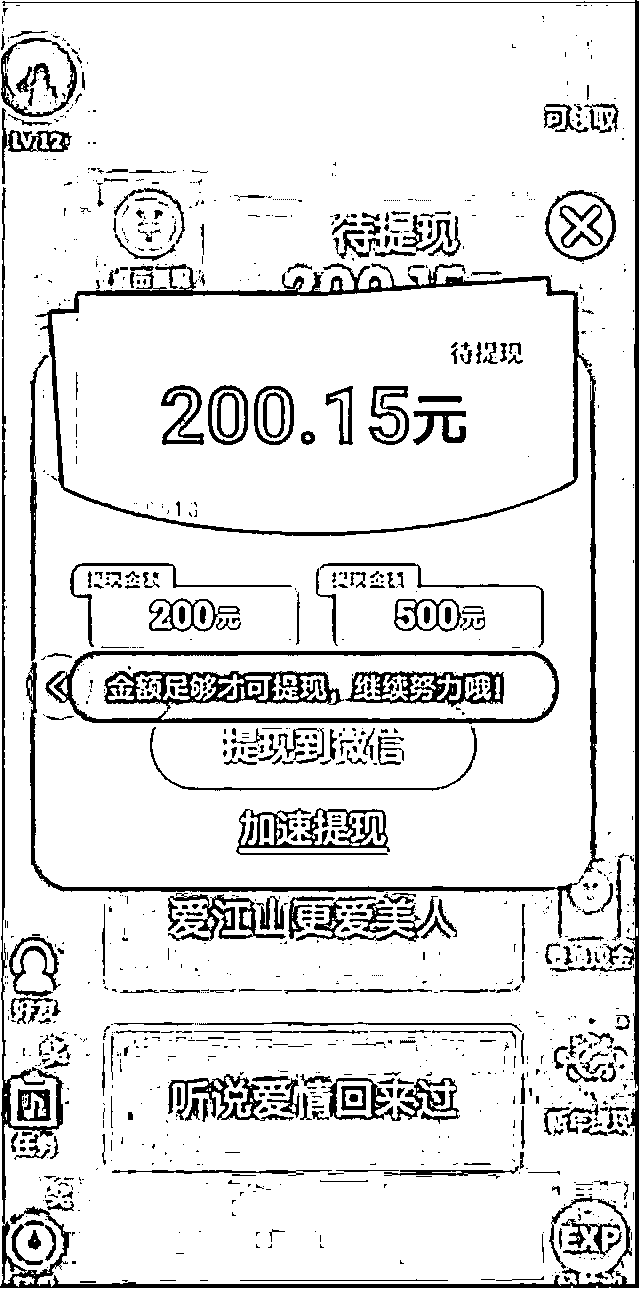 LV.12
可领取
待提现
200.15元
待提现
200.15元
提现金额
提现金额
200元
500元
金额足够才可提现，继续努力哦！
提现到微信
加速提现
爱江山更爱美人
好友
听说爱情回来过
任务
EXP